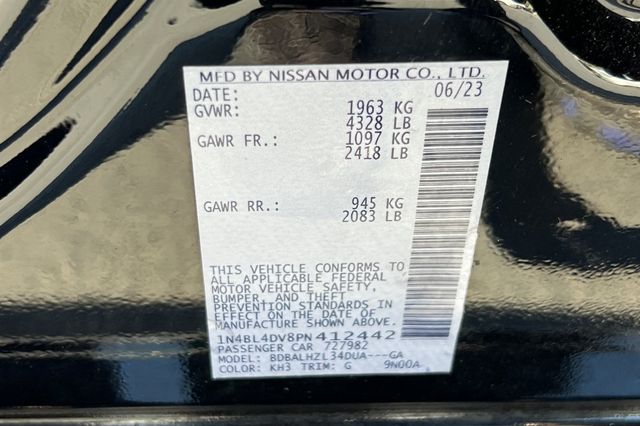 MFD BY NISSAN MOTOR CO., LTD.
DATE: 06/23
GVWR: 1963 KG
4328 LB
GAWR FR.: 1097 KG
2418 LB
GAWR RR.: 945 KG
2083 LB
THIS VEHICLE CONFORMS TO
ALL APPLICABLE FEDERAL
MOTOR VEHICLE SAFETY,
BUMPER, AND THEFT
PREVENTION STANDARDS IN
EFFECT ON THE DATE OF
MANUFACTURE SHOWN ABOVE.
1N4BL4DV8PN412442
PASSENGER CAR 727982
MODEL: BDBALHZL34DUA---GA
COLOR: KH3 TRIM: G 9N00A